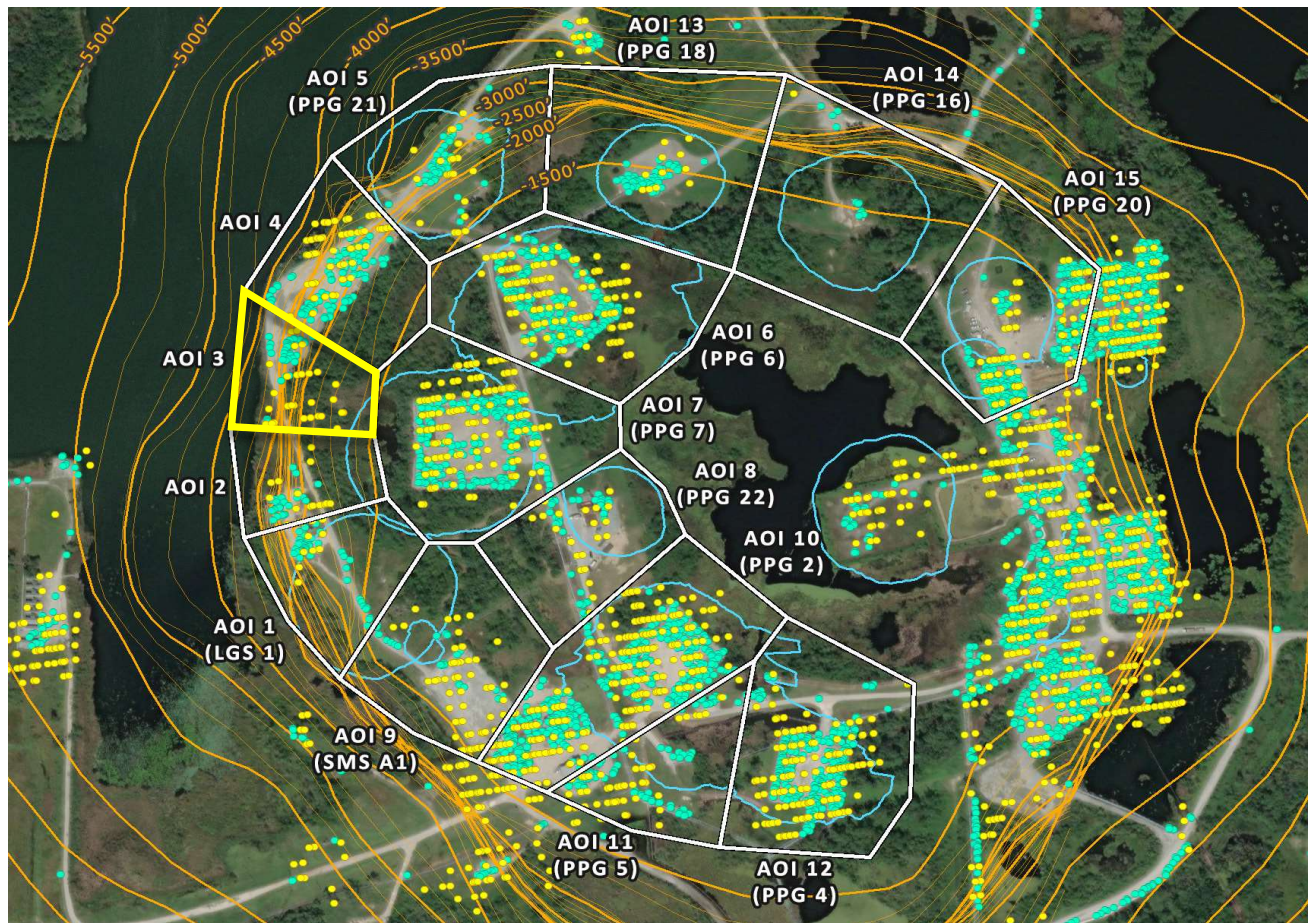 -5500'
-5000'
-4500'
-4000'
-3500'
-3000'
-2500'
-2000'
-1500'
AOI 13
(PPG 18)
AOI 14
(PPG 16)
AOI 5
(PPG 21)
AOI 15
(PPG 20)
AOI 4
AOI 3
AOI 6
(PPG 6)
AOI 7
(PPG 7)
AOI 8
(PPG 22)
AOI 2
AOI 10
(PPG 2)
AOI 1
(LGS 1)
AOI 9
(SMS A1)
AOI 11
(PPG 5)
AOI 12
(PPG 4)